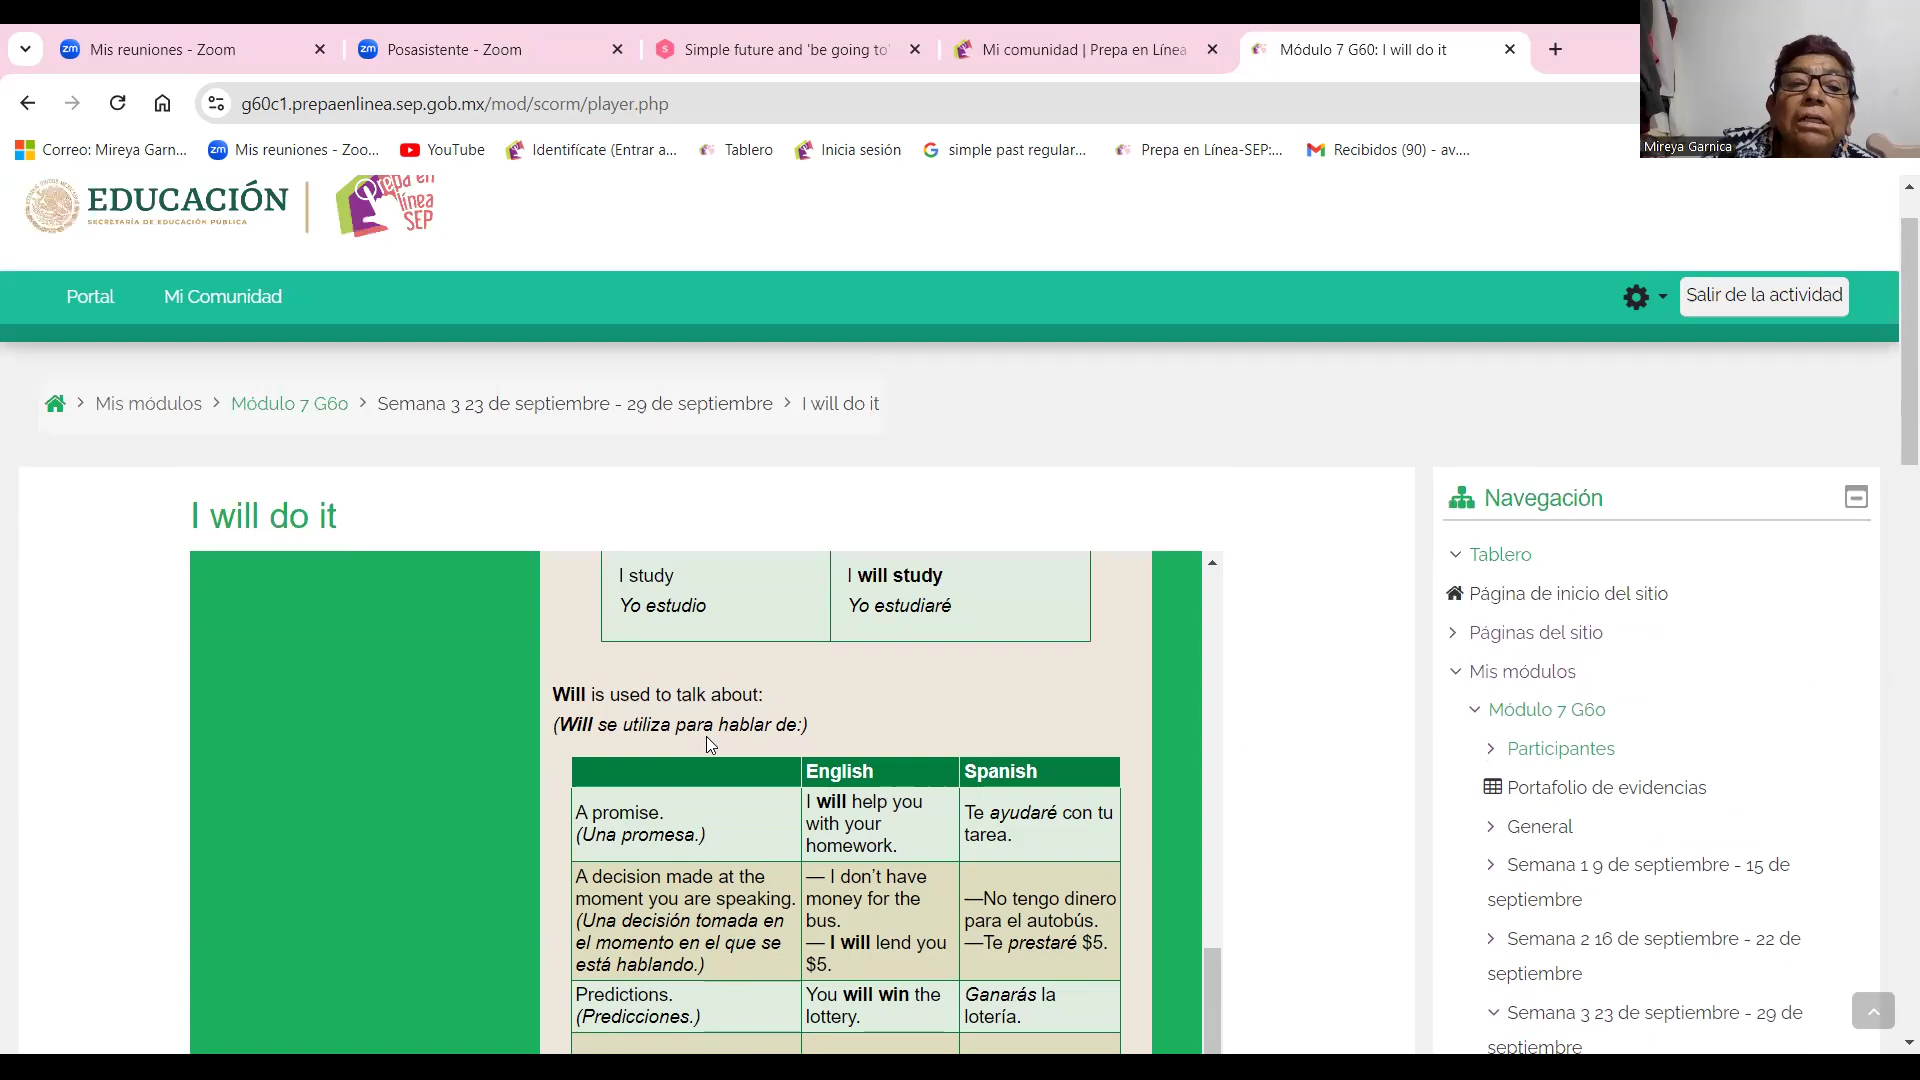 Mis reuniones - Zoom
Posasistente - Zoom
Simple future and 'be going to'
Mi comunidad | Prepa en Línea
Módulo 7 G60: I will do it
g60c1.prepaenlinea.sep.gob.mx/mod/scorm/player.php
Correo: Mireya Garn...
Mis reuniones - Zoo...
YouTube
Identifícate (Entrar a...
Tablero
Inicia sesión
simple past regular...
Prepa en Línea-SEP:...
Recibidos (90) - av....
Mireya Garnica
EDUCACIÓN
SECRETARÍA DE EDUCACIÓN PÚBLICA
Prepa en
línea
SEP
Portal
Mi Comunidad
Salir de la actividad
Mis módulos
Módulo 7 G60
Semana 3 23 de septiembre - 29 de septiembre
I will do it
I will do it
I study
Yo estudio
I will study
Yo estudiaré
Will is used to talk about:
(Will se utiliza para hablar de:)
English
Spanish
A promise.
(Una promesa.)
I will help you
with your
homework.
Te ayudaré con tu
tarea.
A decision made at the
moment you are speaking.
(Una decisión tomada en
el momento en el que se
está hablando.)
— I don't have
money for the
bus.
— I will lend you
$5.
—No tengo dinero
para el autobús.
—Te prestaré $5.
Predictions.
(Predicciones.)
You will win the
lottery.
Ganarás la
lotería.
Navegación
Tablero
Página de inicio del sitio
Páginas del sitio
Mis módulos
Módulo 7 G60
Participantes
Portafolio de evidencias
General
Semana 1 9 de septiembre - 15 de
septiembre
Semana 2 16 de septiembre - 22 de
septiembre
Semana 3 23 de septiembre - 29 de
septiembre